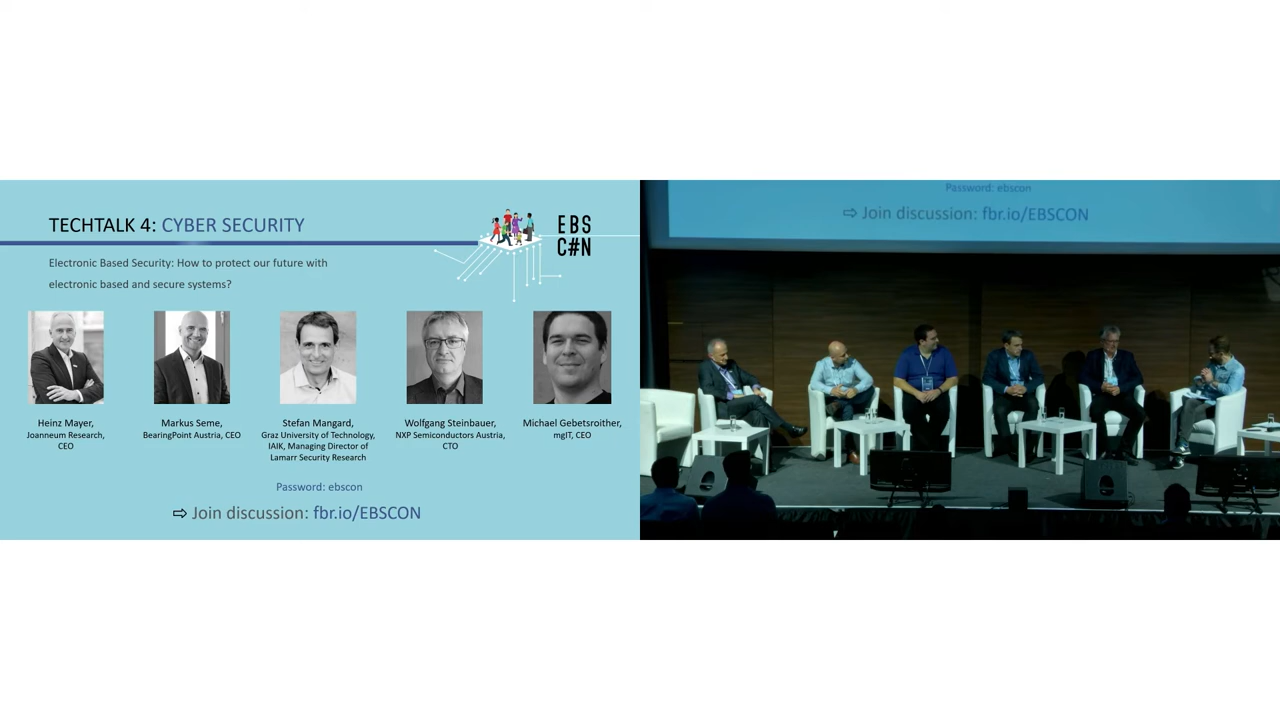 TECHTALK 4: CYBER SECURITY
EBS
C#N
Electronic Based Security: How to protect our future with
electronic based and secure systems?
Heinz Mayer,
Joanneum Research,
CEO
Markus Seme,
BearingPoint Austria, CEO
Stefan Mangard,
Graz University of Technology,
IAIK, Managing Director of
Lamarr Security Research
Wolfgang Steinbauer,
NXP Semiconductors Austria,
CTO
Michael Gebetsroither,
mgIT, CEO
Password: ebscon
⇨ Join discussion: fbr.io/EBSCON
Password: ebscon
⇨ Join discussion: fbr.io/EBSCON